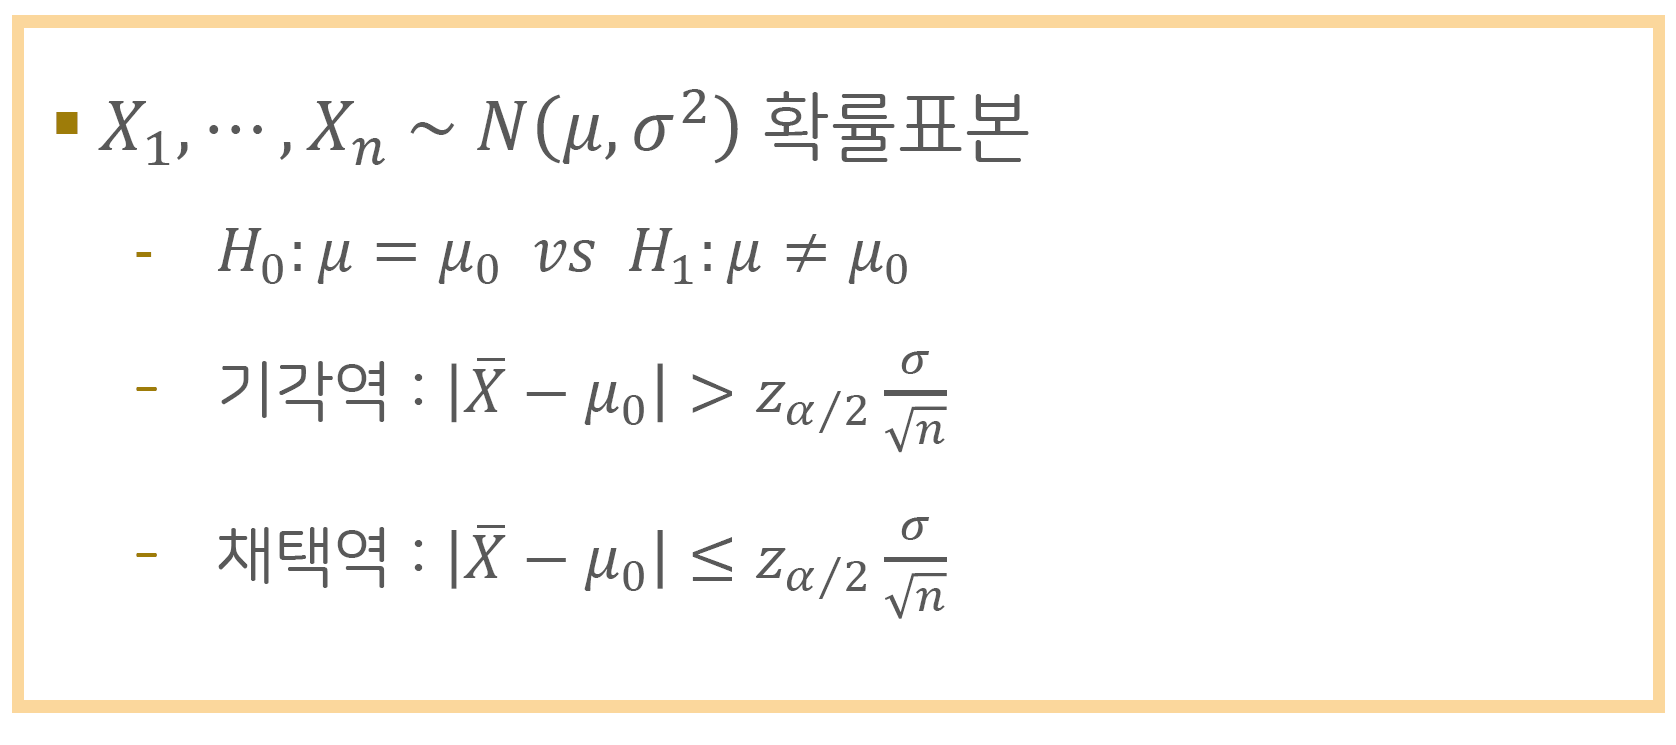 ▪ X₁, ⋯ , Xₙ ~ N(μ, σ²) 확률표본
- H₀: μ = μ₀ vs H₁: μ ≠ μ₀
- 기각역 : |X̅ − μ₀| > z_{α/2} σ/√n
- 채택역 : |X̅ − μ₀| ≤ z_{α/2} σ/√n